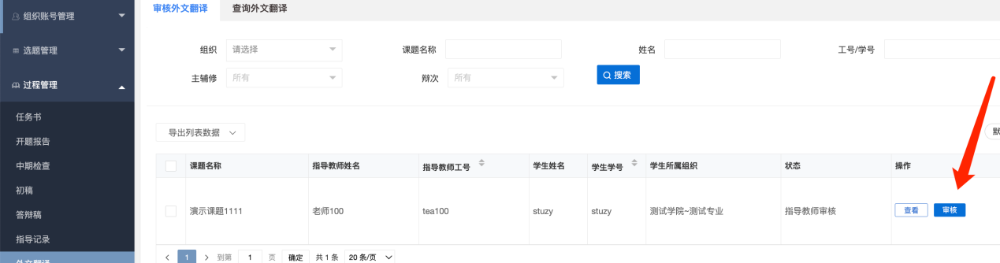 组织账号管理
选题管理
过程管理
任务书
开题报告
中期检查
初稿
答辩稿
指导记录
外文翻译
审核外文翻译 查询外文翻译
组织 请选择 课题名称 姓名 工号/学号
主辅修 所有 辩次 所有 搜索
导出列表数据 默
课题名称 指导教师姓名 指导教师工号 学生姓名 学生学号 学生所属组织 状态 操作
演示课题1111 老师100 tea100 stuzy stuzy 测试学院~测试专业 指导教师审核 查看 审核
1 到第 1 页 确定 共 1 条 20 条/页